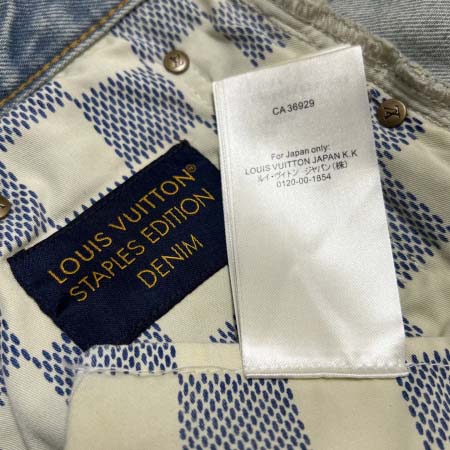 CA 36929
For Japan only:
LOUIS VUITTON JAPAN K.K
ルイ・ヴィトン ジャパン(株)
0120-00-1854
LOUIS VUITTON®
STAPLES EDITION
DENIM